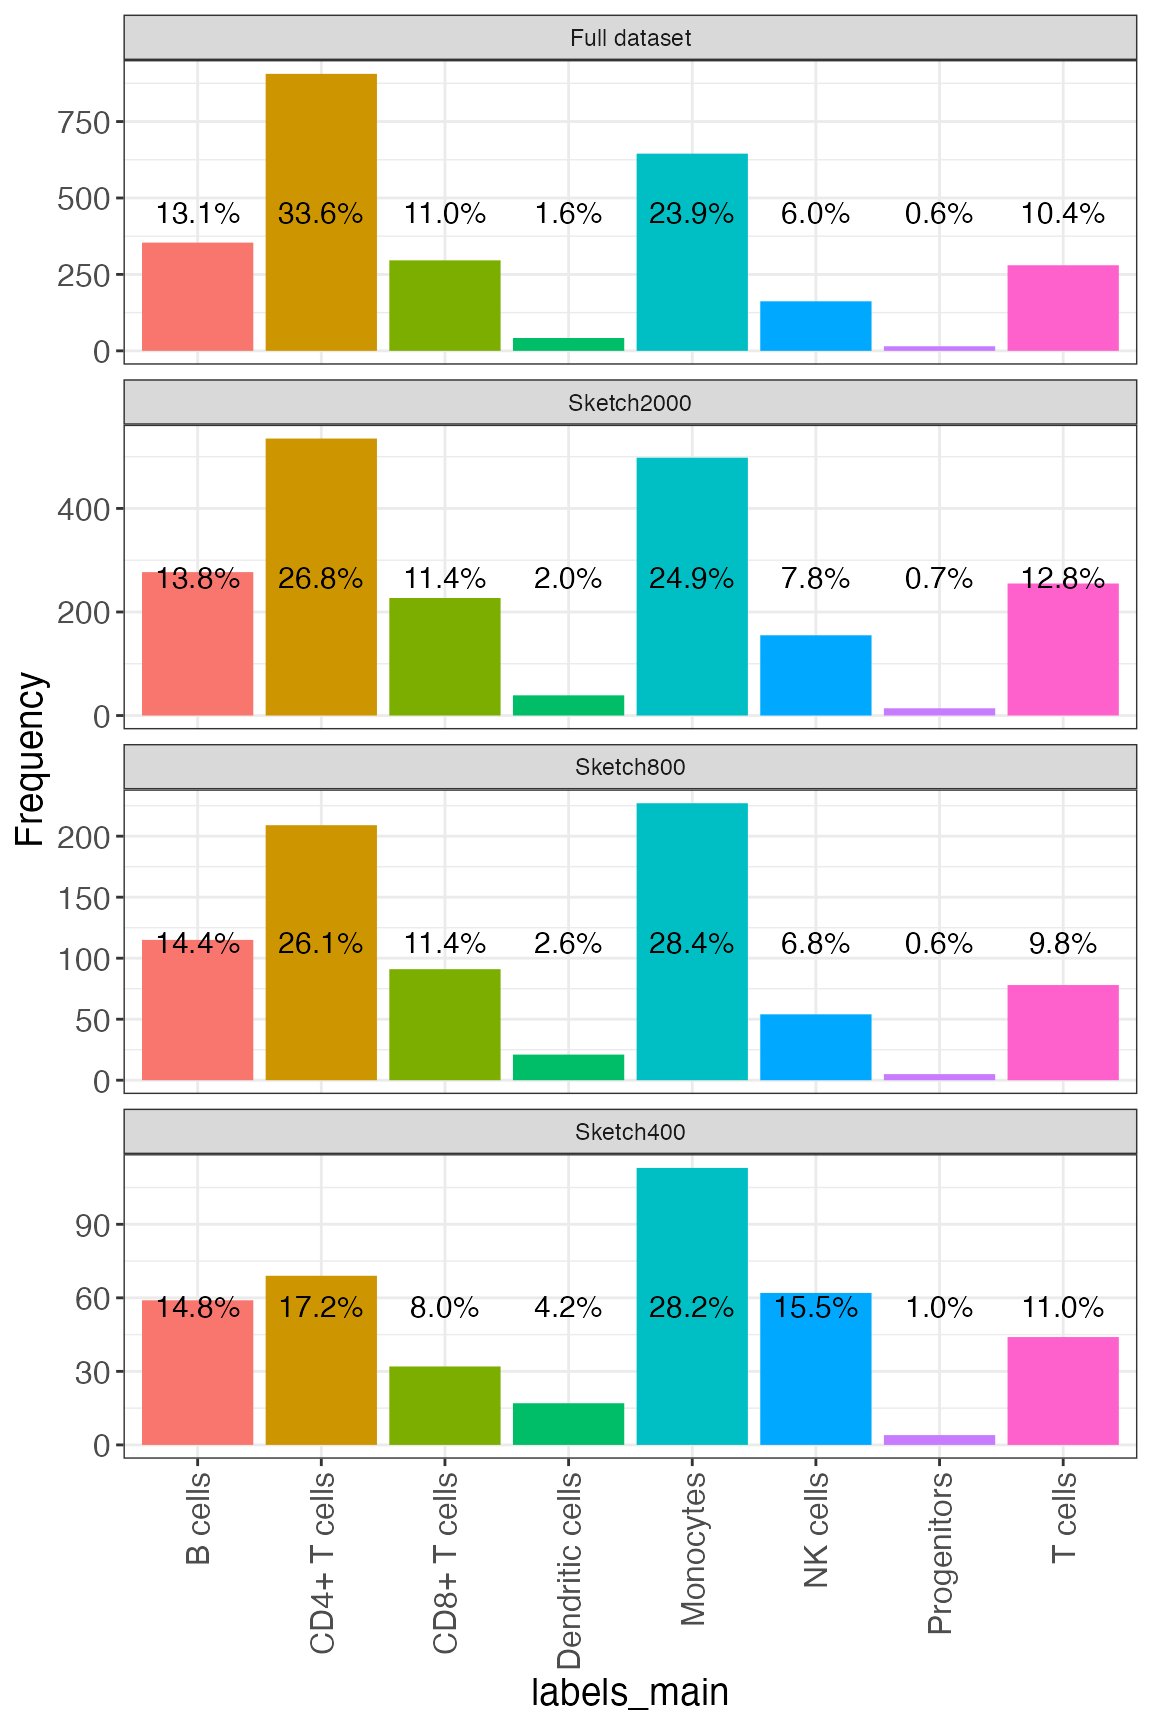 Full dataset
750
500
250
0
13.1% 33.6% 11.0% 1.6% 23.9% 6.0% 0.6% 10.4%
Sketch2000
400
200
0
13.8% 26.8% 11.4% 2.0% 24.9% 7.8% 0.7% 12.8%
Sketch800
200
150
100
50
0
14.4% 26.1% 11.4% 2.6% 28.4% 6.8% 0.6% 9.8%
Sketch400
90
60
30
0
14.8% 17.2% 8.0% 4.2% 28.2% 15.5% 1.0% 11.0%
Frequency
B cells
CD4+ T cells
CD8+ T cells
Dendritic cells
Monocytes
NK cells
Progenitors
T cells
labels_main